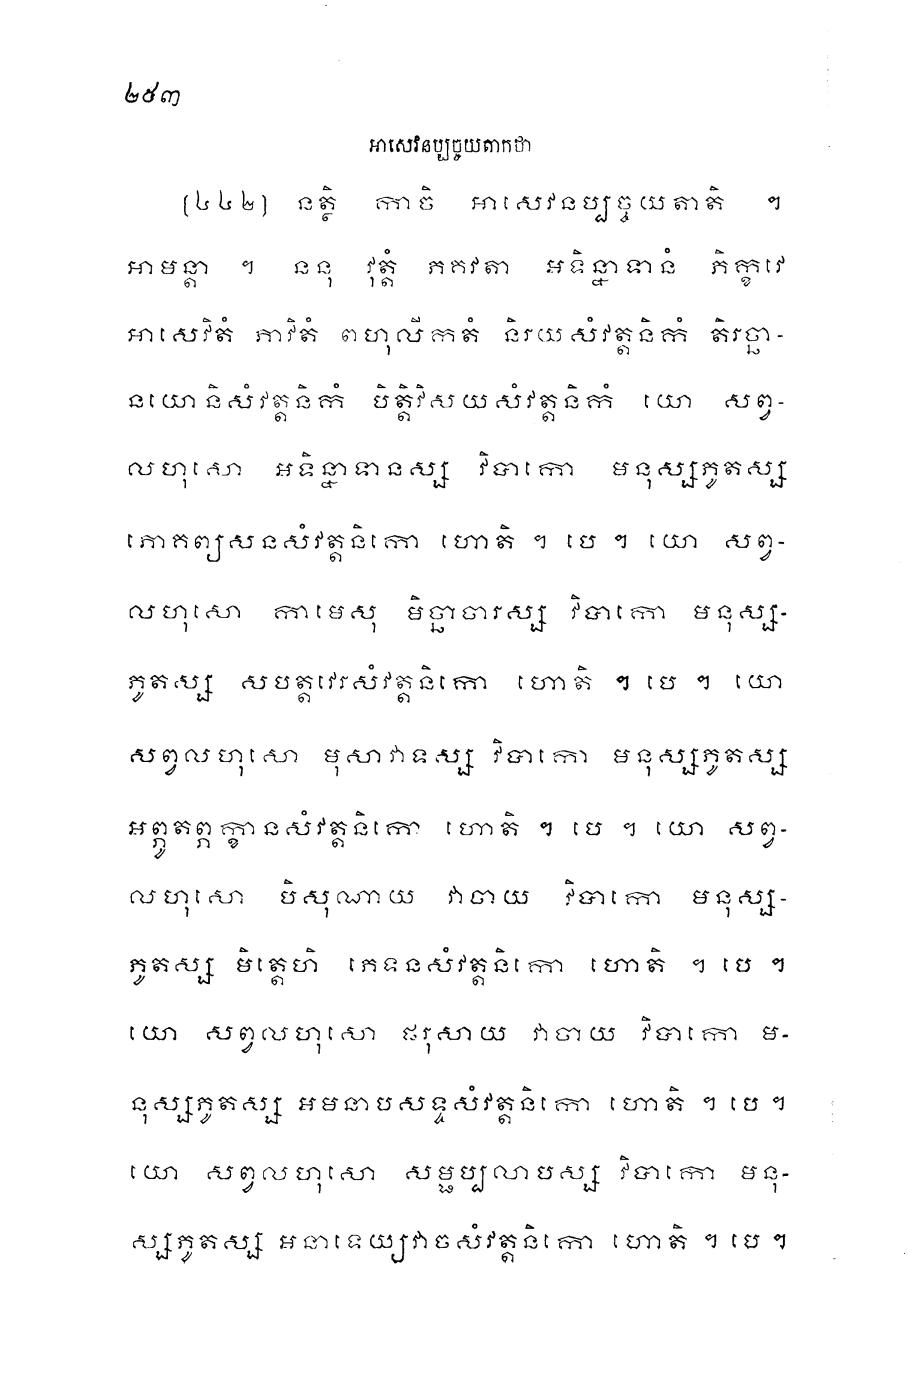 ២៥៣
អាសេវនប្បច្ចយតាកថា
(៤៤២) នត្ថិ កាចិ អាសេវនប្បច្ចយតាតិ ។
អាមន្តា ។ ននុ វុត្តំ ភគវតា អទិន្នាទានំ ភិក្ខវេ
អាសេវិតំ ភាវិតំ ពហុលីកតំ និរយសំវត្តនិកំ តិរច្ឆា-
នយោនិសំវត្តនិកំ បិត្តិវិសយសំវត្តនិកំ យោ សព្វ-
លហុសោ អទិន្នាទានស្ស វិបាកោ មនុស្សភូតស្ស
ភោគព្យសនសំវត្តនិកោ ហោតិ ។ បេ ។ យោ សព្វ-
លហុសោ កាមេសុ មិច្ឆាចារស្ស វិបាកោ មនុស្ស-
ភូតស្ស សបត្តវេរសំវត្តនិកោ ហោតិ ។ បេ ។ យោ
សព្វលហុសោ មុសាវាទស្ស វិបាកោ មនុស្សភូតស្ស
អព្ភូតព្ភក្ខានសំវត្តនិកោ ហោតិ ។ បេ ។ យោ សព្វ-
លហុសោ បិសុណាយ វាចាយ វិបាកោ មនុស្ស-
ភូតស្ស មិត្តេហិ ភេទនសំវត្តនិកោ ហោតិ ។ បេ ។
យោ សព្វលហុសោ ផរុសាយ វាចាយ វិបាកោ ម-
នុស្សភូតស្ស អមនាបសទ្ទសំវត្តនិកោ ហោតិ ។ បេ ។
យោ សព្វលហុសោ សម្ផប្បលាបស្ស វិបាកោ មនុ-
ស្សភូតស្ស អនាទេយ្យវាចសំវត្តនិកោ ហោតិ ។ បេ ។